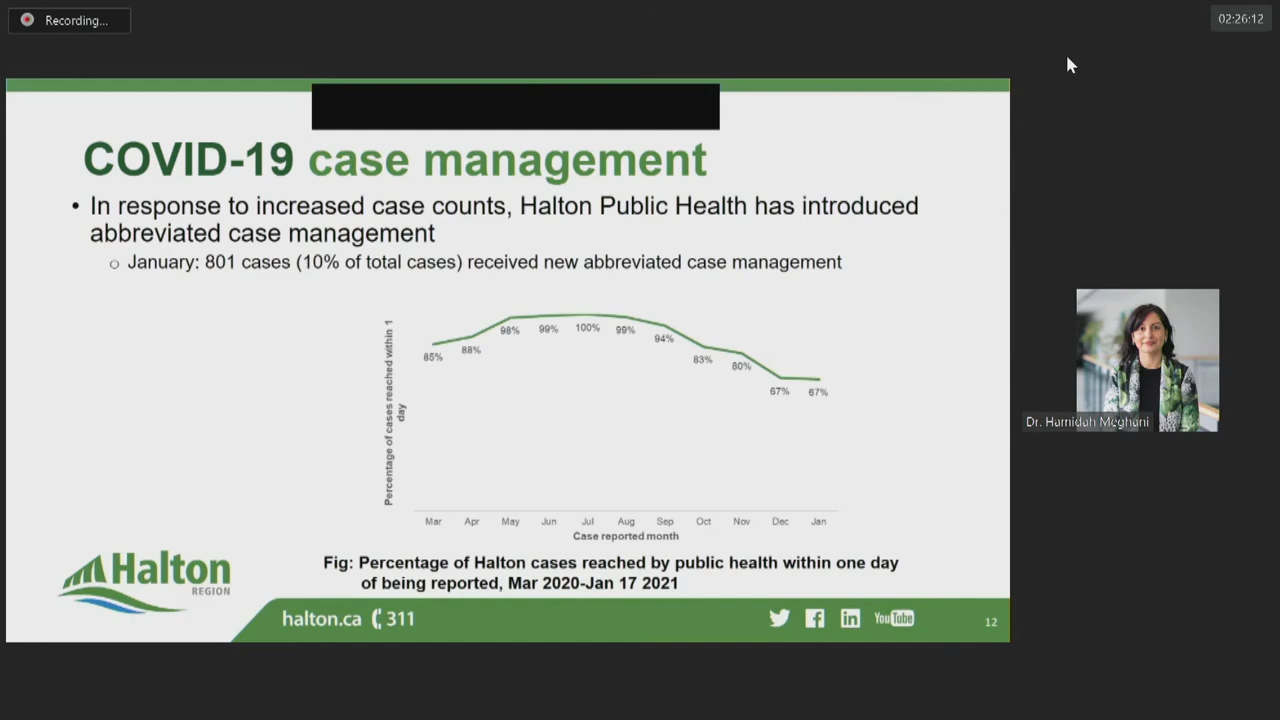 Recording...
02:26:12
COVID-19 case management
• In response to increased case counts, Halton Public Health has introduced
abbreviated case management
o January: 801 cases (10% of total cases) received new abbreviated case management
Percentage of cases reached within 1
day
85%
88%
98%
99%
100%
99%
94%
83%
80%
67%
67%
Mar Apr May Jun Jul Aug Sep Oct Nov Dec Jan
Case reported month
Fig: Percentage of Halton cases reached by public health within one day
of being reported, Mar 2020-Jan 17 2021
Halton
REGION
halton.ca 311
in
YouTube
12
Dr. Hamidah Meghani